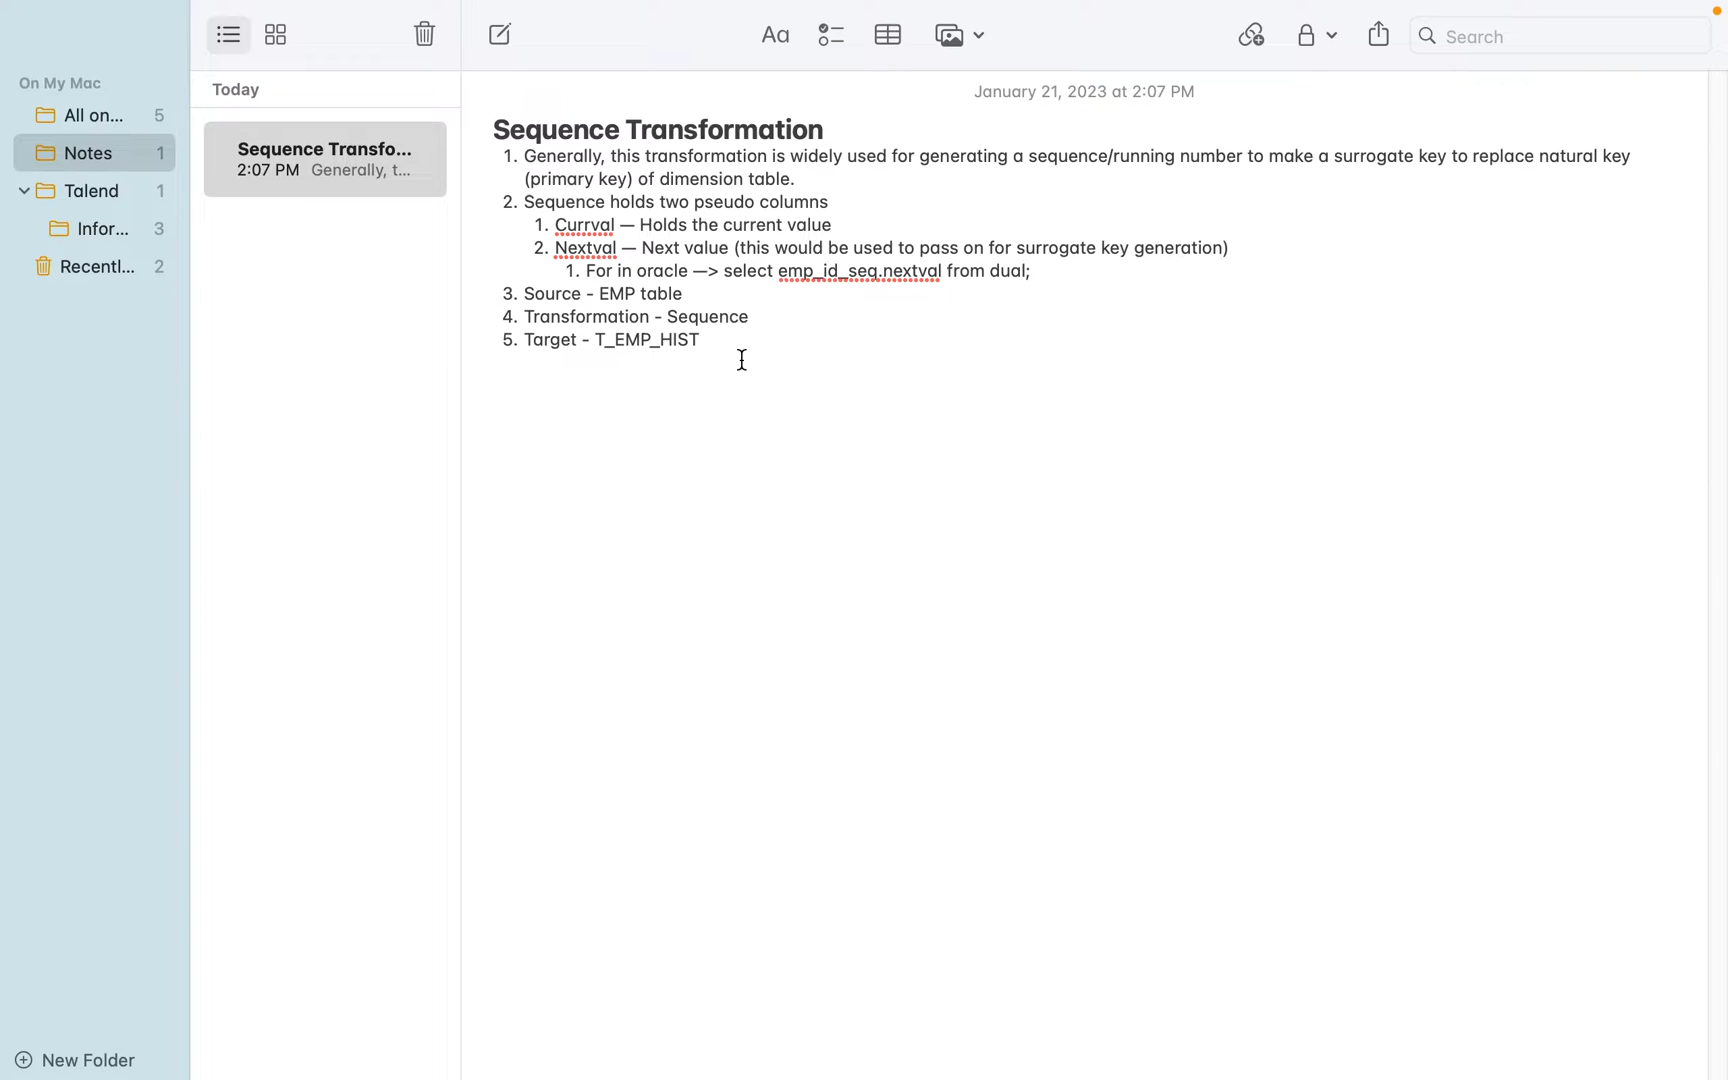 On My Mac
All on... 5
Notes 1
Talend 1
Infor... 3
Recentl... 2
New Folder
Today
Sequence Transfo...
2:07 PM Generally, t...
Aa
Search
January 21, 2023 at 2:07 PM
Sequence Transformation
1. Generally, this transformation is widely used for generating a sequence/running number to make a surrogate key to replace natural key
(primary key) of dimension table.
2. Sequence holds two pseudo columns
1. Currval — Holds the current value
2. Nextval — Next value (this would be used to pass on for surrogate key generation)
1. For in oracle —> select emp_id_seq.nextval from dual;
3. Source - EMP table
4. Transformation - Sequence
5. Target - T_EMP_HIST